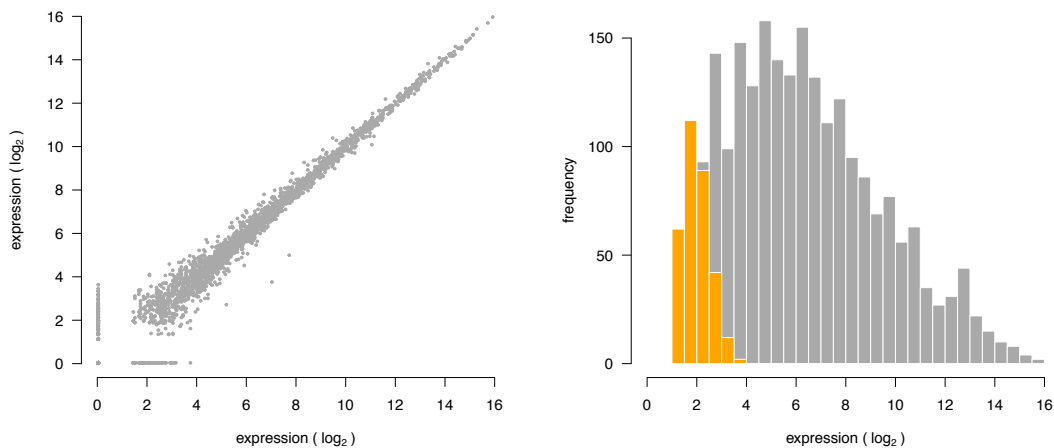 16
14
12
10
8
6
4
2
0
expression ( log2 )
0 2 4 6 8 10 12 14 16
expression ( log2 )
150
100
50
0
frequency
0 2 4 6 8 10 12 14 16
expression ( log2 )